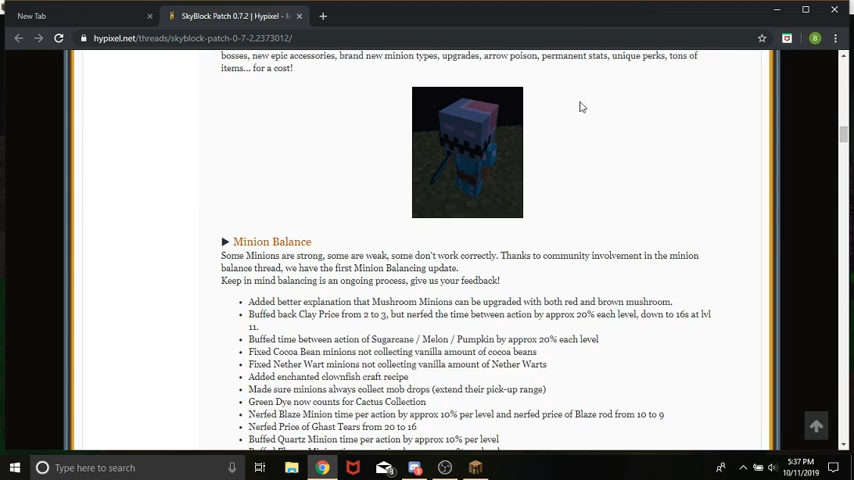 New Tab
SkyBlock Patch 0.7.2 | Hypixel - M
hypixel.net/threads/skyblock-patch-0-7-2.2373012/
B
bosses, new epic accessories, brand new minion types, upgrades, arrow poison, permanent stats, unique perks, tons of
items... for a cost!
Minion Balance
Some Minions are strong, some are weak, some don't work correctly. Thanks to community involvement in the minion
balance thread, we have the first Minion Balancing update.
Keep in mind balancing is an ongoing process, give us your feedback!
• Added better explanation that Mushroom Minions can be upgraded with both red and brown mushroom.
• Buffed back Clay Price from 2 to 3, but nerfed the time between action by approx 20% each level, down to 16s at lvl
11.
• Buffed time between action of Sugarcane / Melon / Pumpkin by approx 20% each level
• Fixed Cocoa Bean minions not collecting vanilla amount of cocoa beans
• Fixed Nether Wart minions not collecting vanilla amount of Nether Warts
• Added enchanted clownfish craft recipe
• Made sure minions always collect mob drops (extend their pick-up range)
• Green Dye now counts for Cactus Collection
• Nerfed Blaze Minion time per action by approx 10% per level and nerfed price of Blaze rod from 10 to 9
• Nerfed Price of Ghast Tears from 20 to 16
• Buffed Quartz Minion time per action by approx 10% per level
Type here to search
5:37 PM
10/11/2019